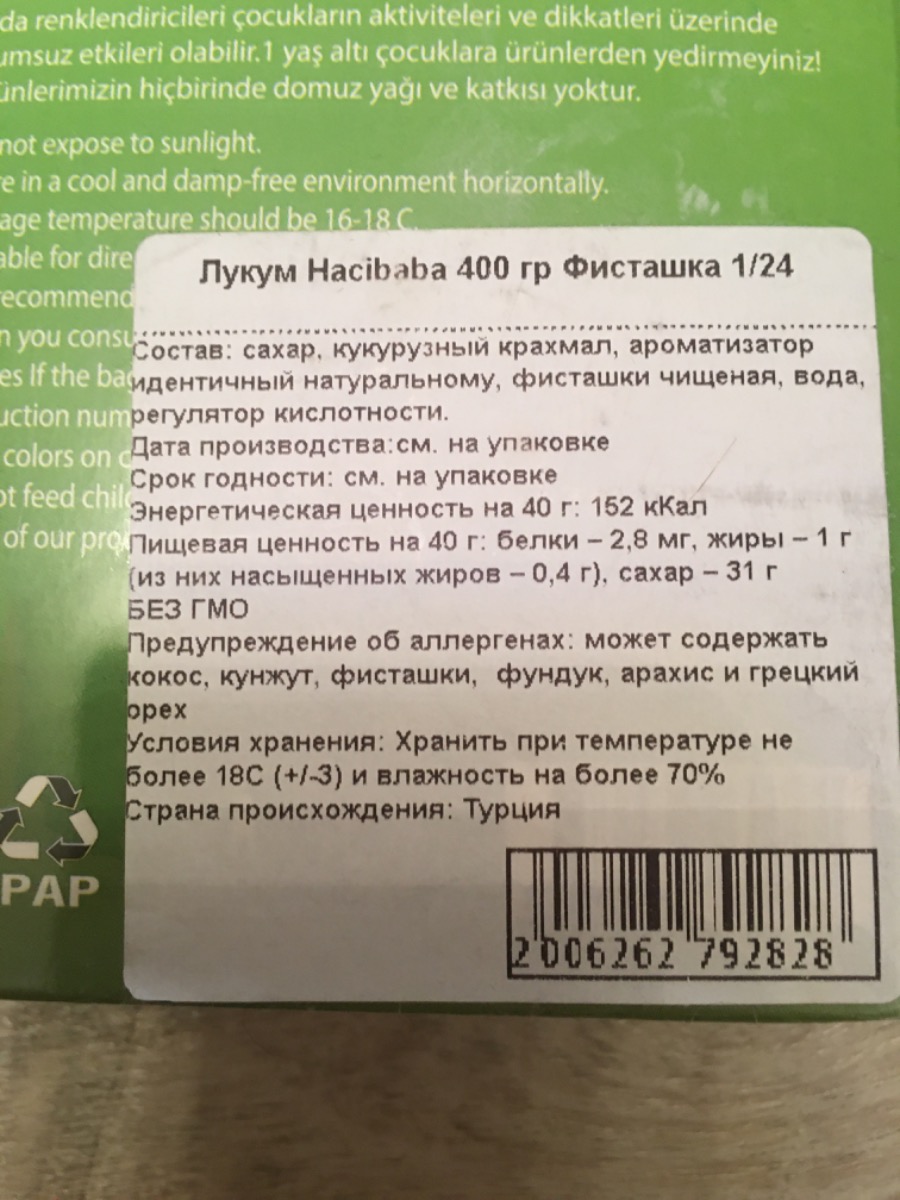 da renklendiricileri çocukların aktiviteleri ve dikkatleri üzerinde
umsuz etkileri olabilir.1 yaş altı çocuklara ürünlerden yedirmeyiniz!
ünlerimizin hiçbirinde domuz yağı ve katkısı yoktur.
not expose to sunlight.
e in a cool and damp-free environment horizontally.
age temperature should be 16-18 C.
able for dire
ecommend
n you consu
es If the bag
uction num
colors on c
ot feed chil
of our pro
Лукум Hacibaba 400 гр Фисташка 1/24
Состав: сахар, кукурузный крахмал, ароматизатор
идентичный натуральному, фисташки чищеная, вода,
регулятор кислотности.
Дата производства:см. на упаковке
Срок годности: см. на упаковке
Энергетическая ценность на 40 г: 152 кКал
Пищевая ценность на 40 г: белки – 2,8 мг, жиры – 1 г
(из них насыщенных жиров – 0,4 г), сахар – 31 г
БЕЗ ГМО
Предупреждение об аллергенах: может содержать
кокос, кунжут, фисташки, фундук, арахис и грецкий
орех
Условия хранения: Хранить при температуре не
более 18С (+/-3) и влажность на более 70%
Страна происхождения: Турция
PAP
2 006262 792828